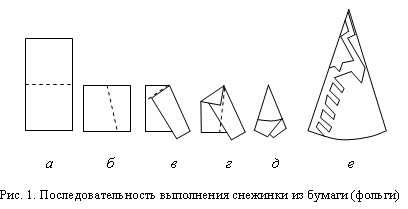 а б в г д е
Рис. 1. Последовательность выполнения снежинки из бумаги (фольги)